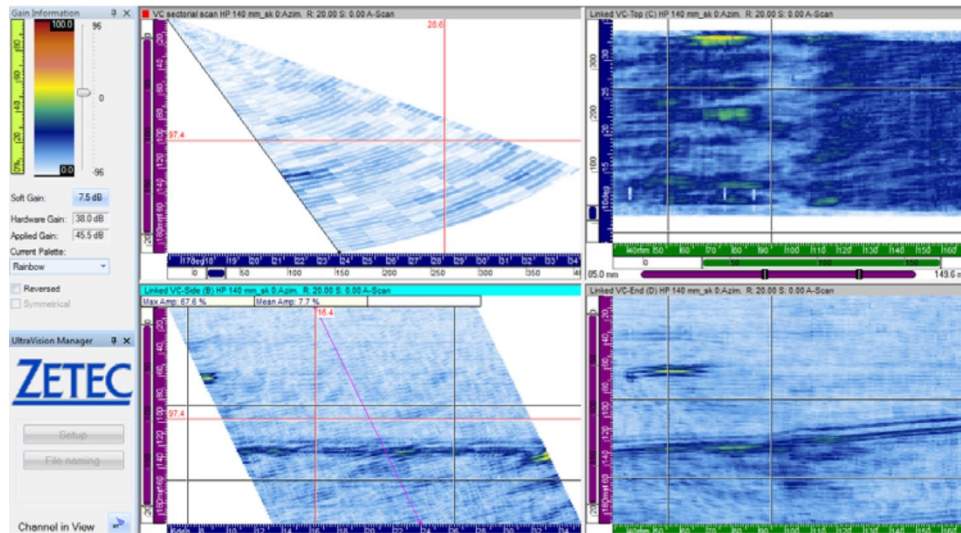 Gain Information
100.0
96
0
0.0
-96
Soft Gain:
7.5 dB
Hardware Gain:
38.0 dB
Applied Gain:
45.5 dB
Current Palette:
Rainbow
Reversed
Symmetrical
UltraVision Manager
ZETEC
Setup
File naming
Channel in View
VC sectorial scan HP 140 mm_sk 0:Azim. R: 20.00 S: 0.00 A-Scan
28.6
97.4
0 50 100 150 200 250 300 350
Linked VC-Top (C) HP 140 mm_sk 0:Azim. R: 20.00 S: 0.00 A-Scan
0 50 100 150
149.6
Linked VC-Side (B) HP 140 mm_sk 0:Azim. R: 20.00 S: 0.00 A-Scan
Max Amp: 67.6 %
Mean Amp: 7.7 %
16.4
97.4
Linked VC-End (D) HP 140 mm_sk 0:Azim. R: 20.00 S: 0.00 A-Scan